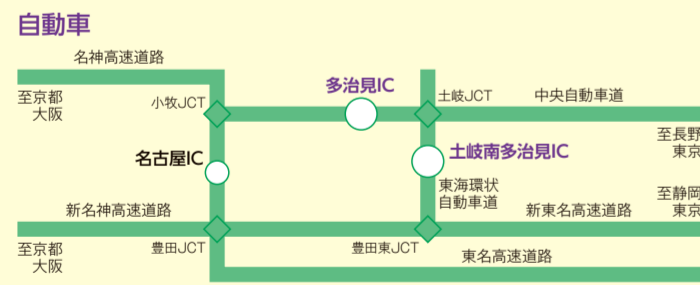 自動車
名神高速道路
至京都
大阪
小牧JCT
多治見IC
土岐JCT
中央自動車道
至長野
東京
名古屋IC
土岐南多治見IC
東海環状
自動車道
至静岡
東京
新名神高速道路
新東名高速道路
至京都
大阪
豊田JCT
豊田東JCT
東名高速道路